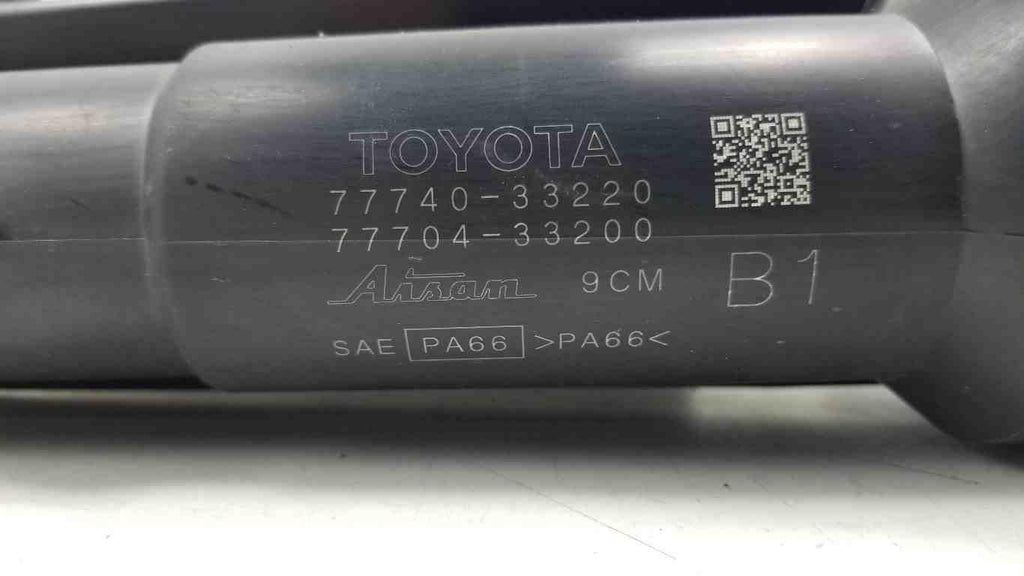 TOYOTA
77740-33220
77704-33200
Aisan 9CM B1
SAE PA66 >PA66<